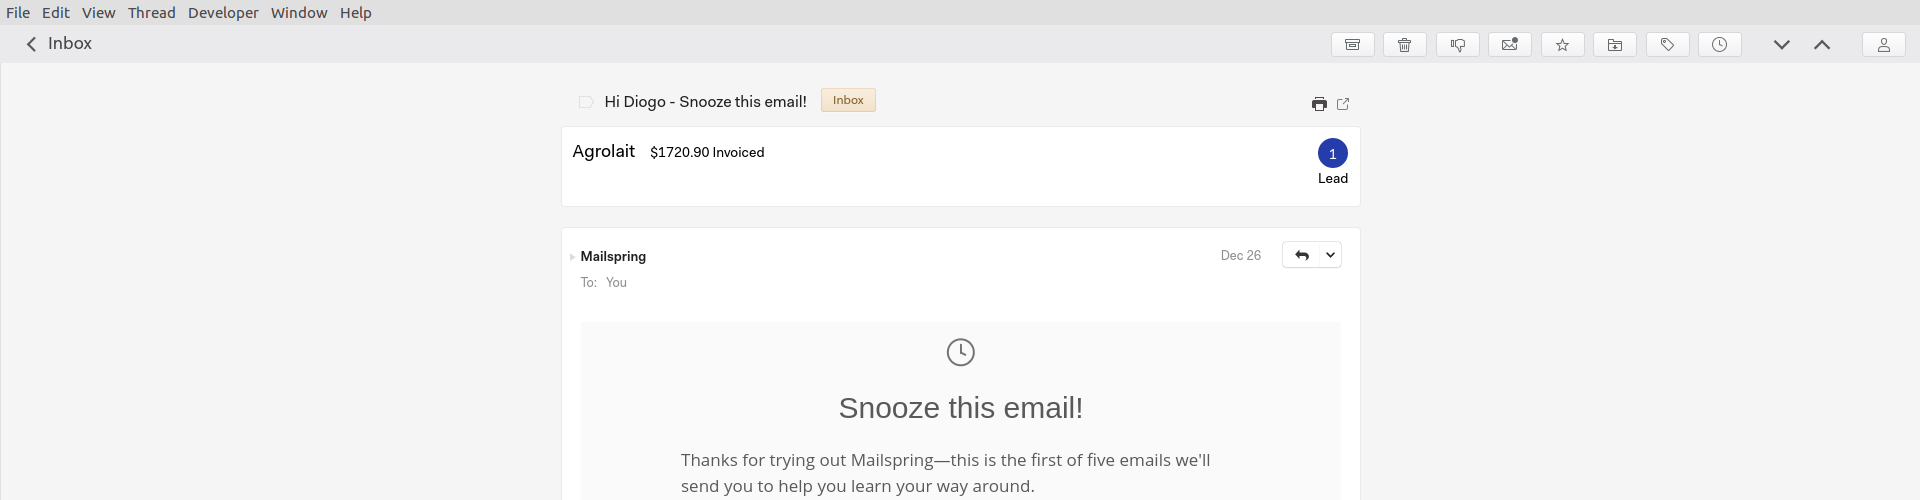 File Edit View Thread Developer Window Help
Inbox
Hi Diogo - Snooze this email! Inbox
Agrolait $1720.90 Invoiced 1
Lead
Mailspring Dec 26
To: You
Snooze this email!
Thanks for trying out Mailspring—this is the first of five emails we'll
send you to help you learn your way around.